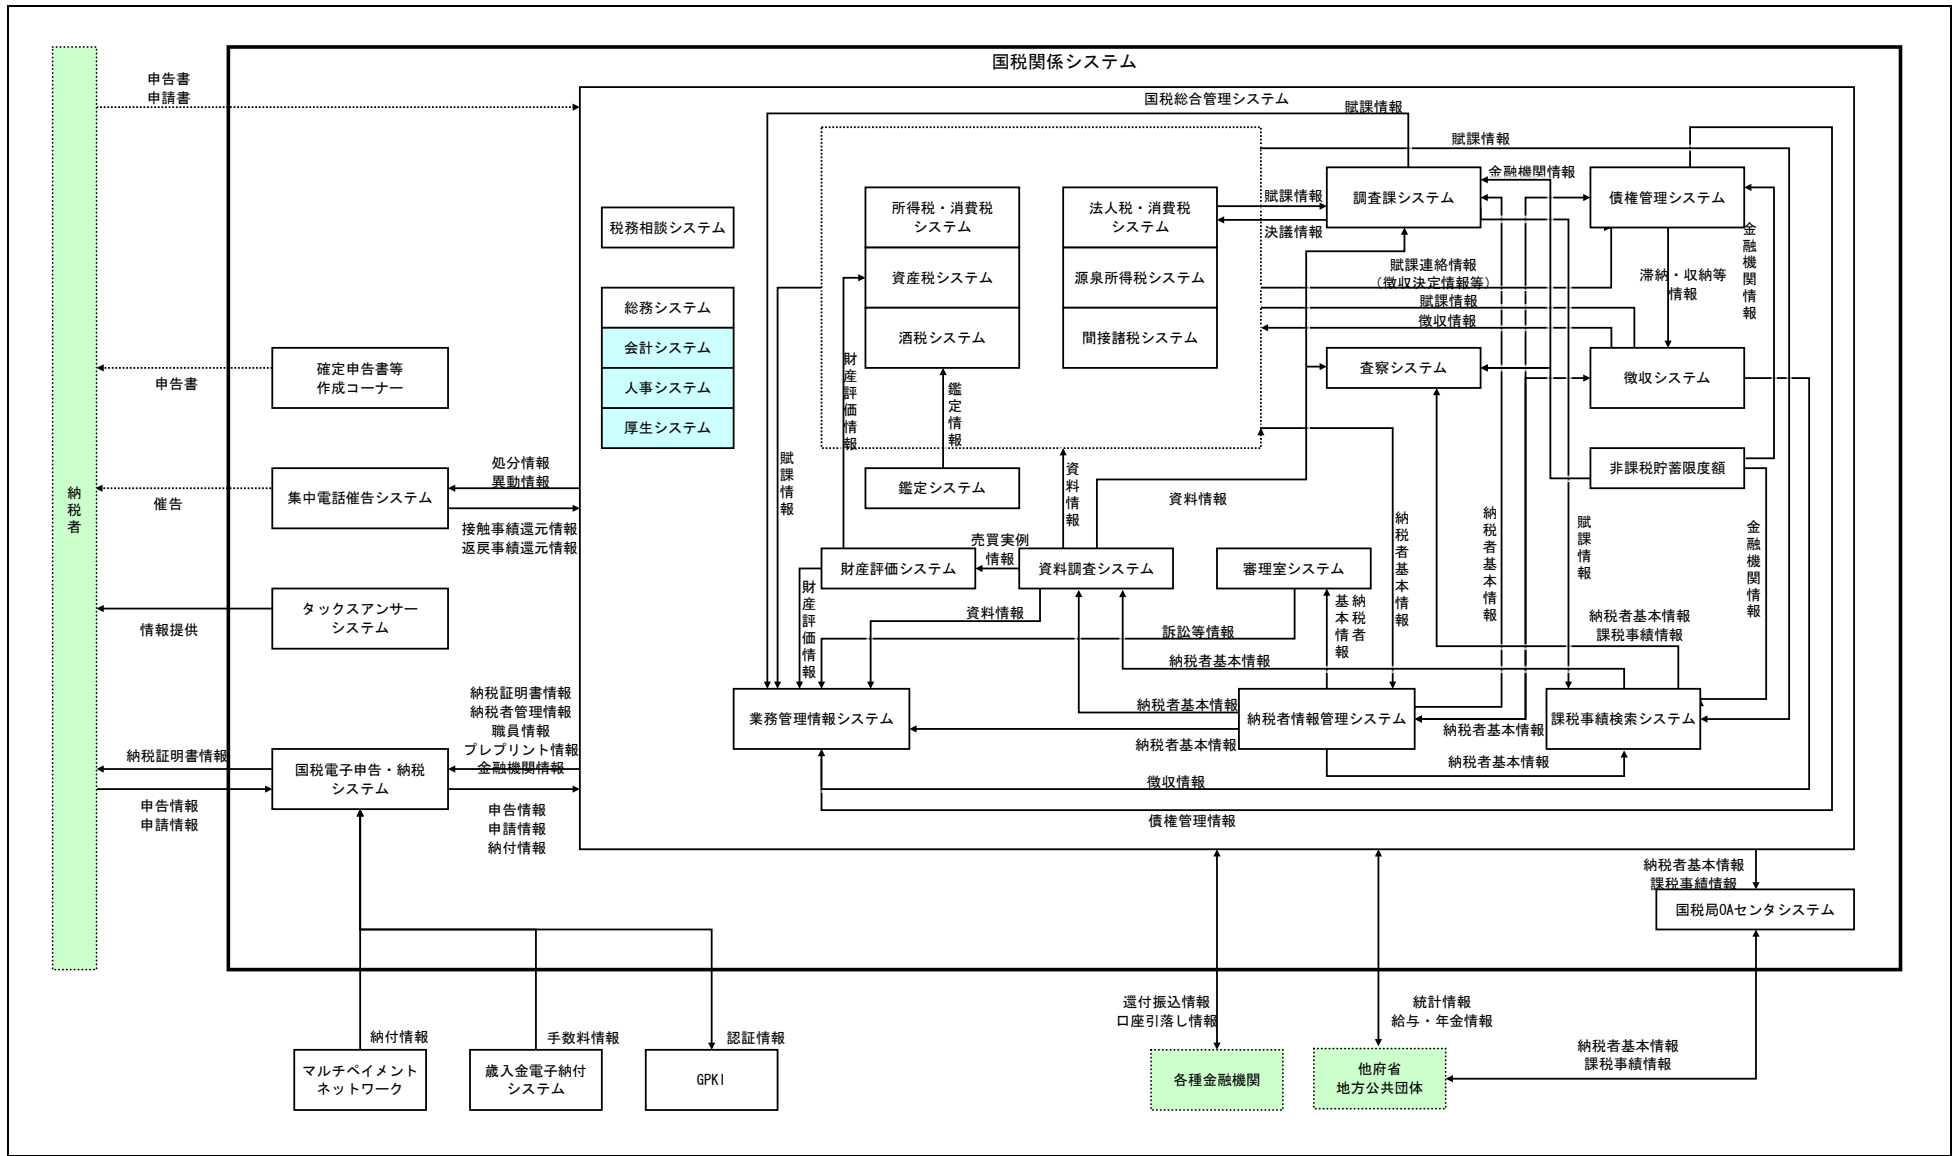 国税関係システム
国税総合管理システム
納税者
申告書
申請書
申告書
催告
情報提供
納税証明書情報
申告情報
申請情報
確定申告書等
作成コーナー
集中電話催告システム
タックスアンサー
システム
国税電子申告・納税
システム
処分情報
異動情報
接触事績還元情報
返戻事績還元情報
納税証明書情報
納税者管理情報
職員情報
プレプリント情報
金融機関情報
申告情報
申請情報
納付情報
税務相談システム
総務システム
会計システム
人事システム
厚生システム
所得税・消費税
システム
資産税システム
酒税システム
法人税・消費税
システム
源泉所得税システム
間接諸税システム
鑑定システム
鑑定情報
財産評価情報
賦課情報
資料情報
賦課情報
賦課情報
賦課情報
決議情報
金融機関情報
調査課システム
債権管理システム
賦課連絡情報
（徴収決定情報等）
賦課情報
徴収情報
滞納・収納等
情報
金融機関情報
査察システム
徴収システム
非課税貯蓄限度額
資料情報
売買実例
情報
財産評価システム
資料調査システム
審理室システム
財産評価情報
資料情報
訴訟等情報
納税者
基本情報
納税者基本情報
納税者基本情報
賦課情報
金融機関情報
納税者基本情報
課税事績情報
納税者基本情報
納税者基本情報
業務管理情報システム
納税者情報管理システム
課税事績検索システム
納税者基本情報
納税者基本情報
納税者基本情報
徴収情報
債権管理情報
納税者基本情報
課税事績情報
国税局OAセンタシステム
納付情報
手数料情報
認証情報
マルチペイメント
ネットワーク
歳入金電子納付
システム
GPKI
還付振込情報
口座引落し情報
統計情報
給与・年金情報
各種金融機関
他府省
地方公共団体
納税者基本情報
課税事績情報